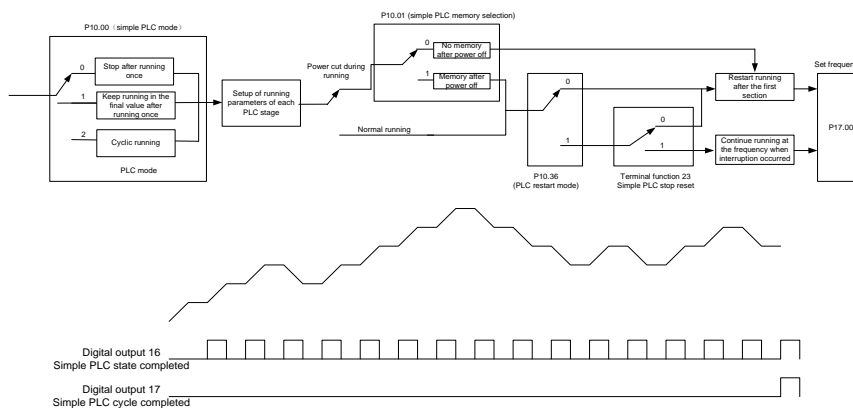 P10.00（simple PLC mode）
0
Stop after running
once
1
Keep running in the
final value after
running once
2
Cyclic running
PLC mode
Setup of running
parameters of each
PLC stage
Power cut during
running
P10.01 (simple PLC memory selection)
0
No memory
after power off
1
Memory after
power off
Normal running
0
1
P10.36
(PLC restart mode)
0
1
Terminal function 23
Simple PLC stop reset
Restart running
after the first
section
Continue running at
the frequency when
interruption occurred
P17.00
Digital output 16
Simple PLC state completed
Digital output 17
Simple PLC cycle completed